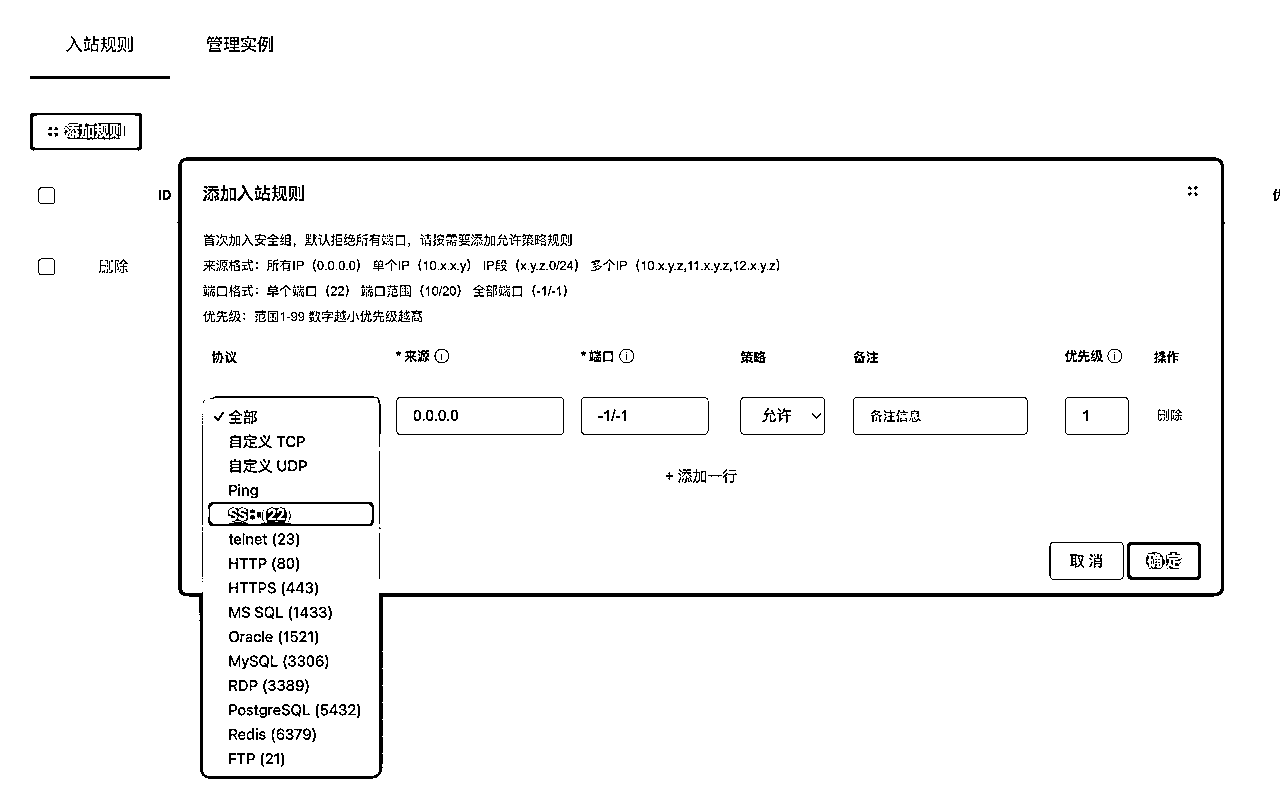 入站规则 管理实例
添加规则
ID 优
添加入站规则
首次加入安全组，默认拒绝所有端口，请按需要添加允许策略规则
来源格式：所有IP（0.0.0.0） 单个IP（10.x.x.y） IP段（x.y.z.0/24） 多个IP（10.x.y.z,11.x.y.z,12.x.y.z）
端口格式：单个端口（22） 端口范围（10/20） 全部端口（-1/-1）
优先级：范围1-99 数字越小优先级越高
删除
协议 * 来源 * 端口 策略 备注 优先级 操作
全部 0.0.0.0 -1/-1 允许 备注信息 1 删除
自定义 TCP
自定义 UDP
+ 添加一行
Ping
(22)
telnet (23)
HTTP (80)
取消 确定
HTTPS (443)
MS SQL (1433)
Oracle (1521)
MySQL (3306)
RDP (3389)
PostgreSQL (5432)
Redis (6379)
FTP (21)